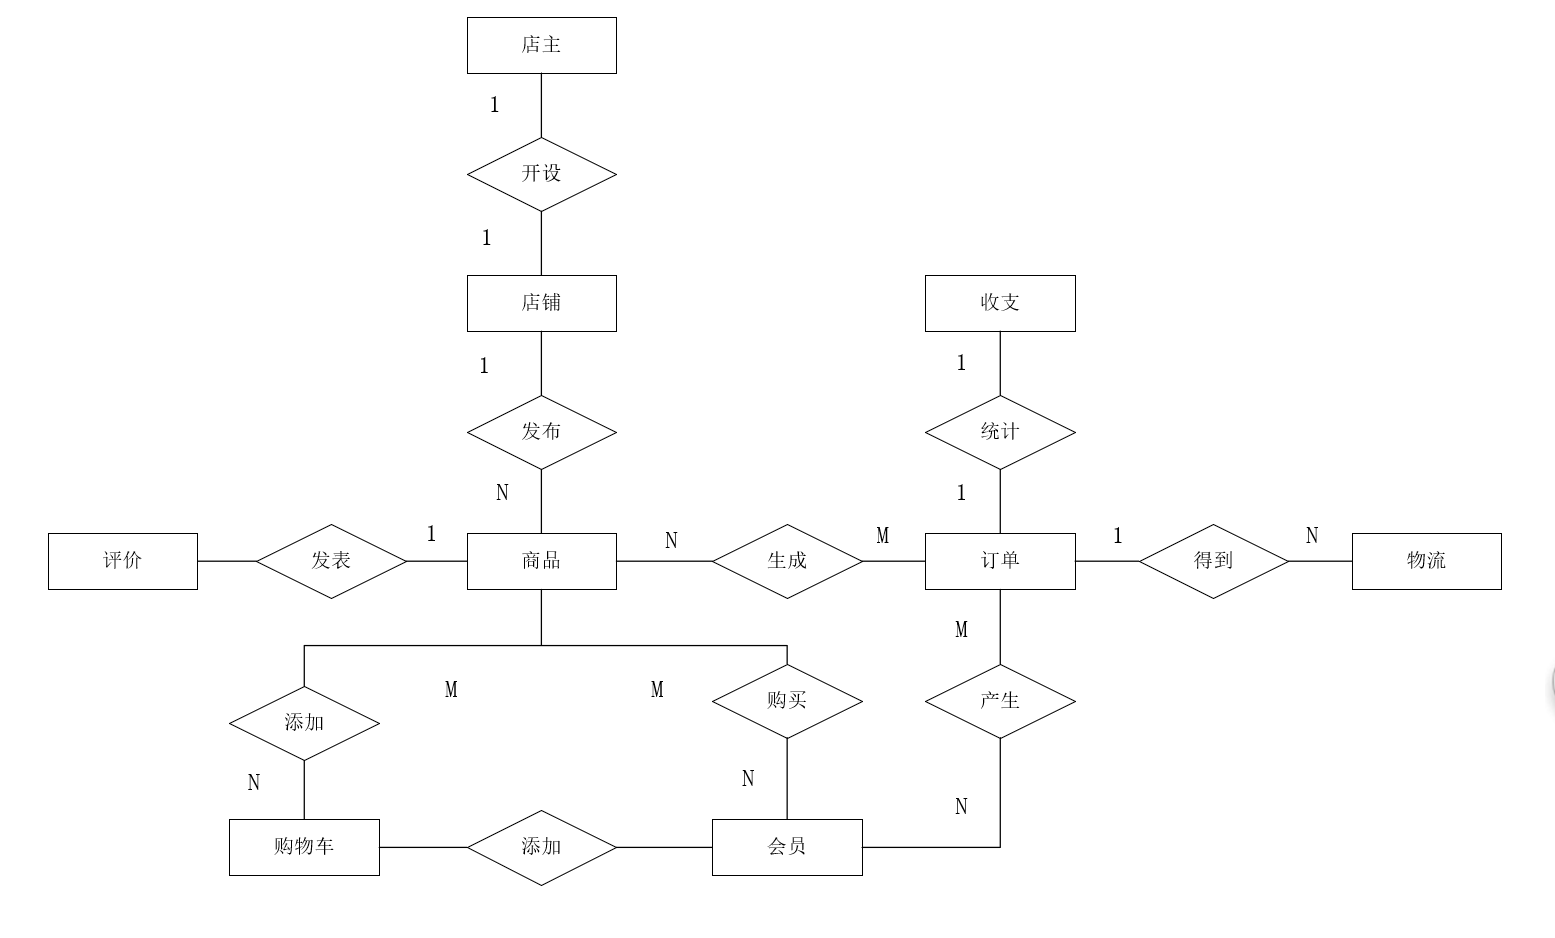 店主
1
开设
1
店铺
收支
1
1
发布
统计
N
1
评价
发表
1
商品
N
生成
M
订单
1
得到
N
物流
M
M
M
购买
产生
添加
N
N
N
购物车
添加
会员